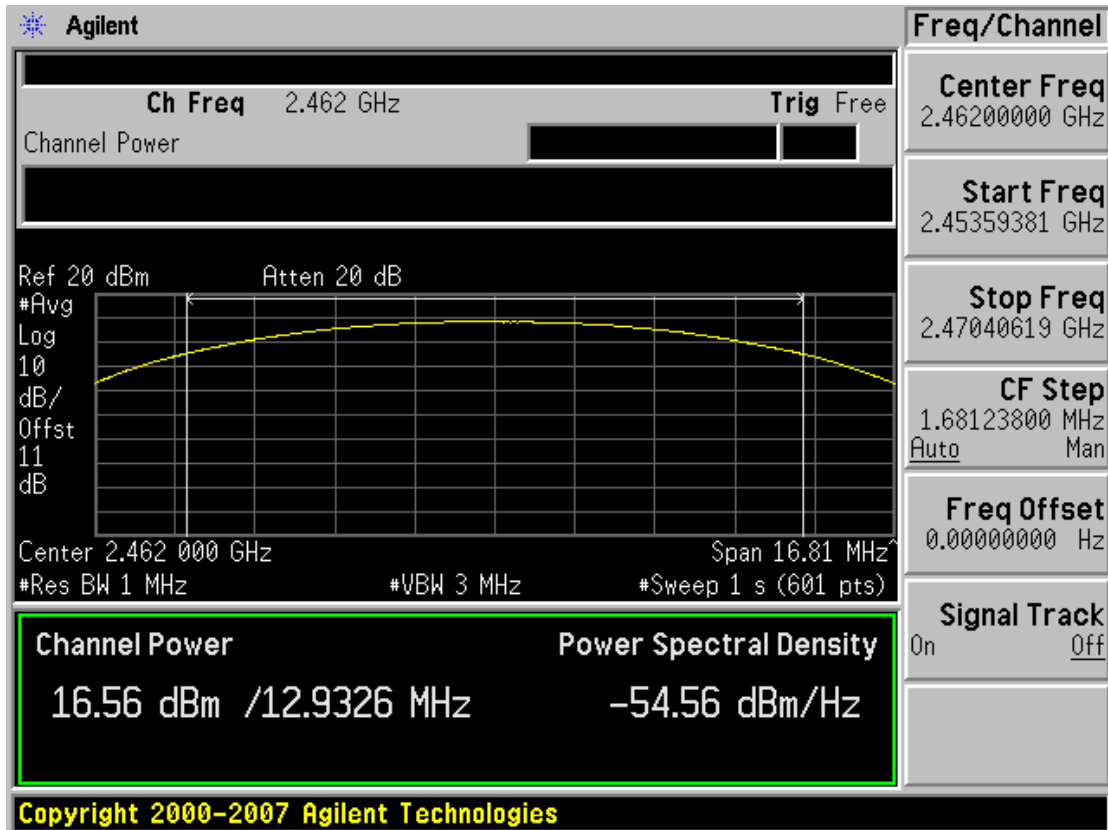 Agilent
Freq/Channel
Ch Freq 2.462 GHz Trig Free
Channel Power
Ref 20 dBm Atten 20 dB
#Avg
Log
10
dB/
Offst
11
dB
Center 2.462 000 GHz Span 16.81 MHz^
#Res BW 1 MHz #VBW 3 MHz #Sweep 1 s (601 pts)
Channel Power Power Spectral Density
16.56 dBm /12.9326 MHz -54.56 dBm/Hz
Copyright 2000-2007 Agilent Technologies
Center Freq
2.46200000 GHz
Start Freq
2.45359381 GHz
Stop Freq
2.47040619 GHz
CF Step
1.68123800 MHz
Auto Man
Freq Offset
0.00000000 Hz
Signal Track
On Off